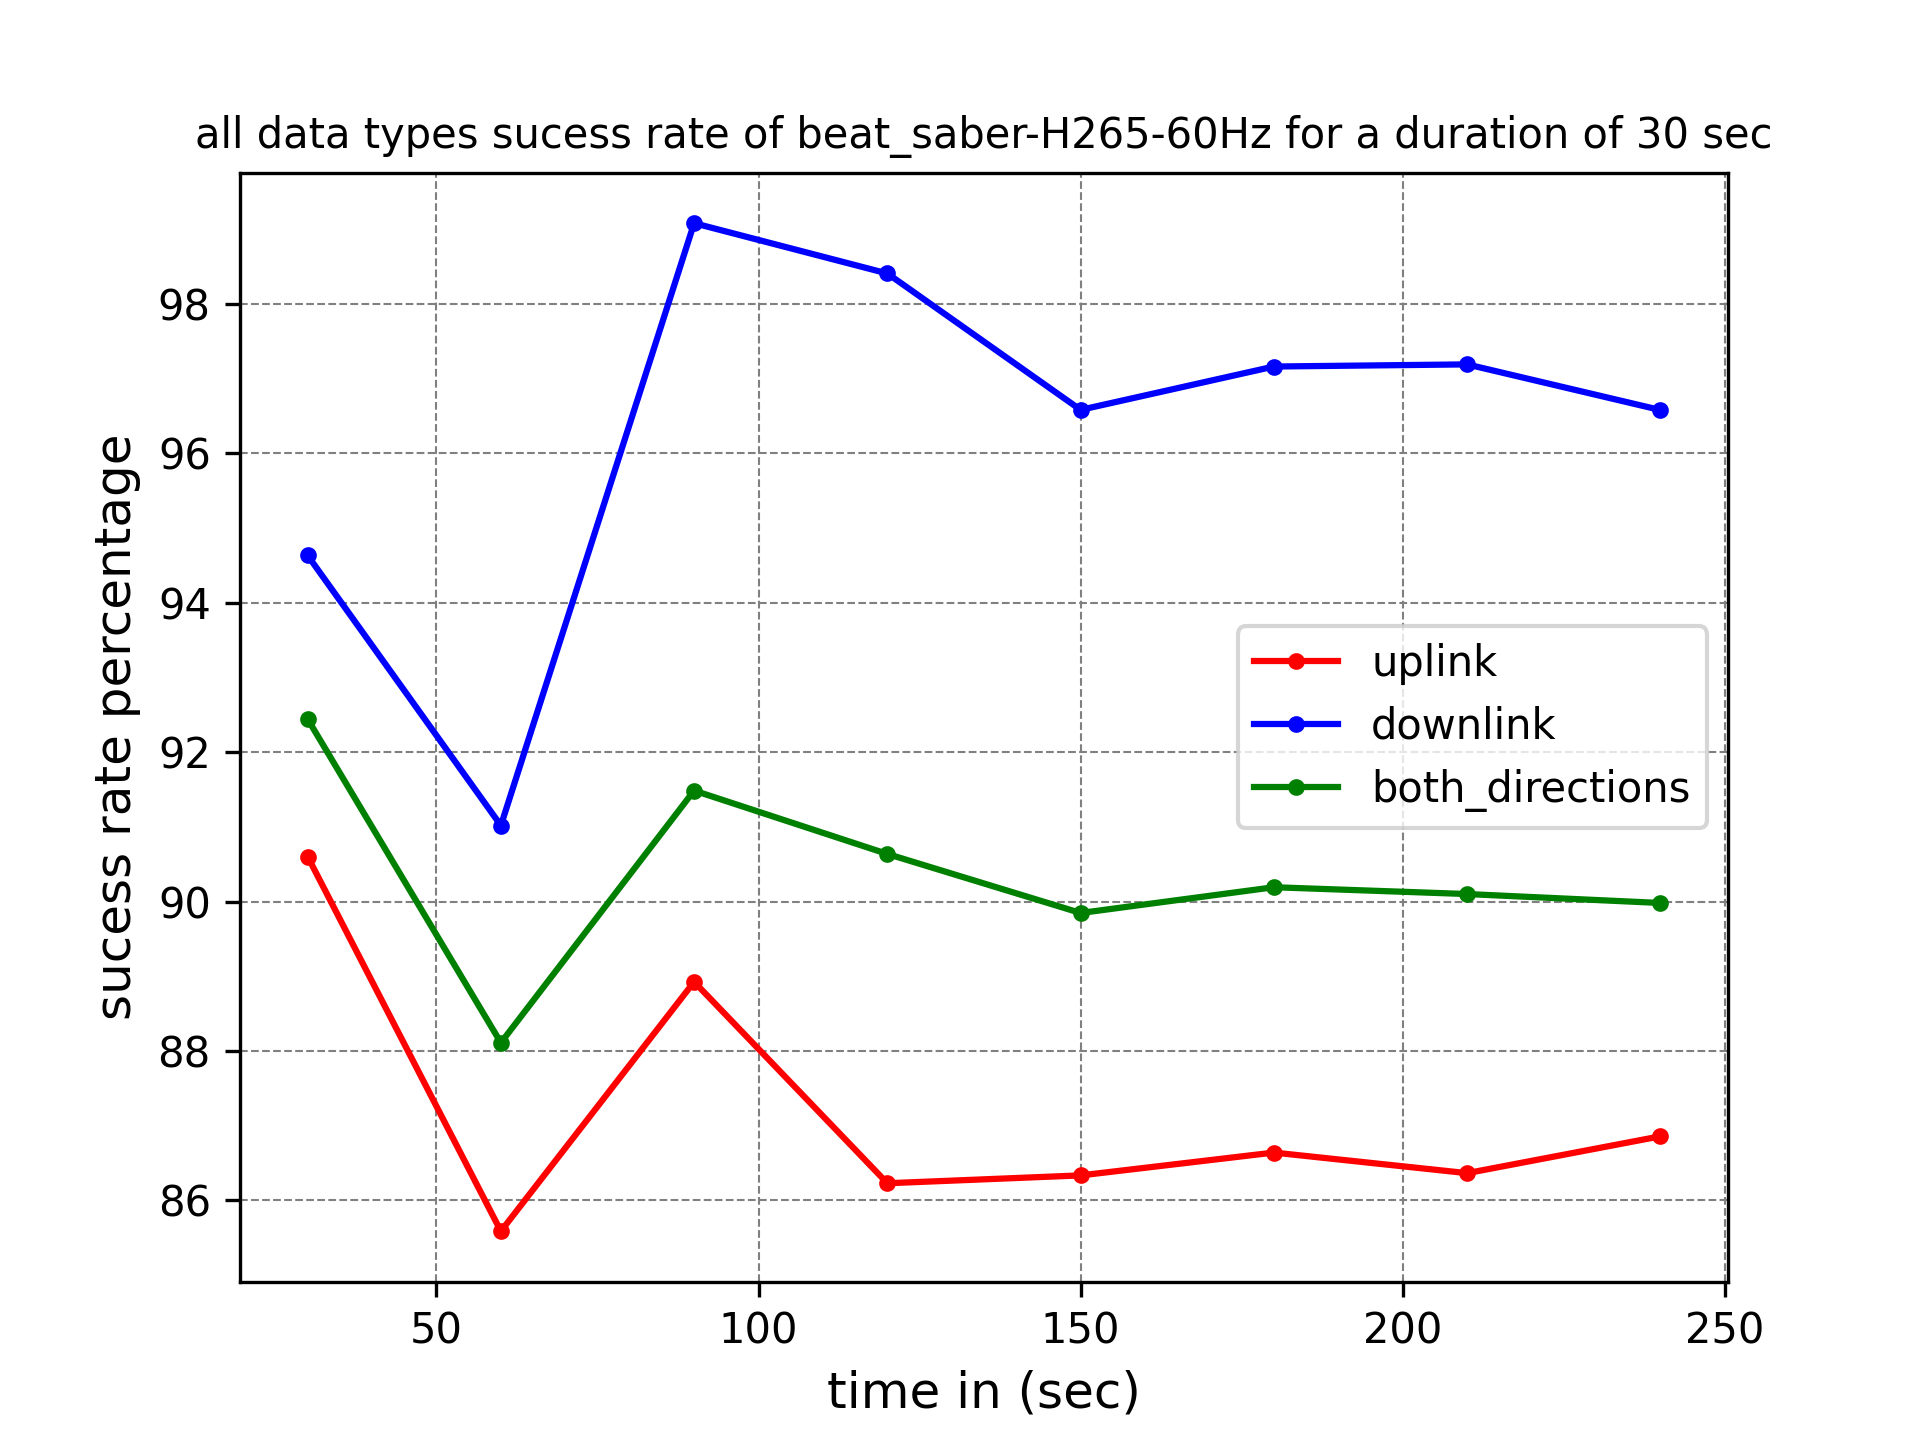 all data types sucess rate of beat_saber-H265-60Hz for a duration of 30 sec
sucess rate percentage
98
96
94
92
90
88
86
uplink
downlink
both_directions
50
100
150
200
250
time in (sec)